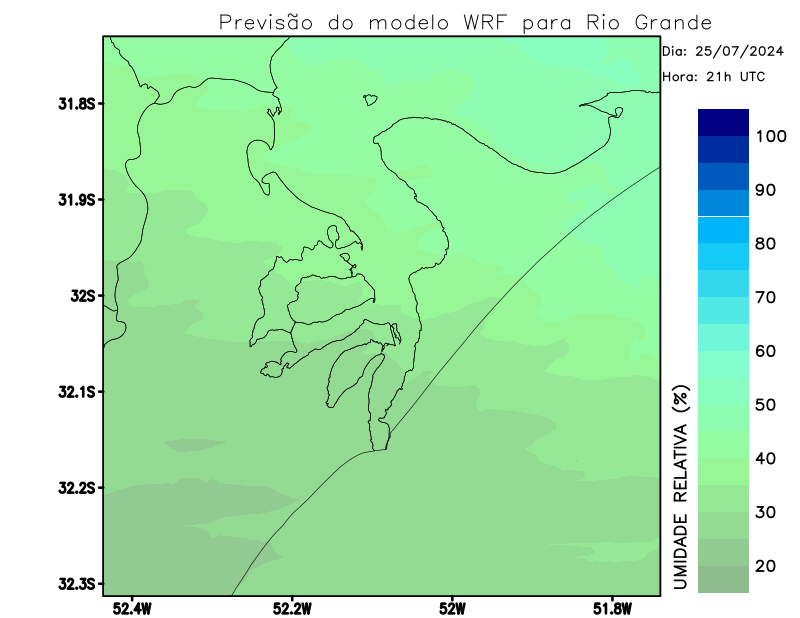 Previsão do modelo WRF para Rio Grande
Dia: 25/07/2024
Hora: 21h UTC
31.8S
31.9S
32S
32.1S
32.2S
32.3S
52.4W
52.2W
52W
51.8W
UMIDADE RELATIVA (%)
100
90
80
70
60
50
40
30
20